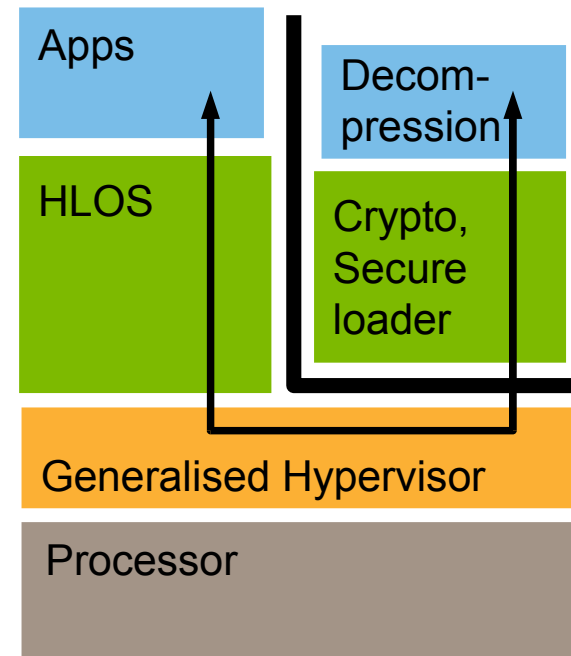 Apps
Decom-
pression
HLOS
Crypto,
Secure
loader
Generalised Hypervisor
Processor